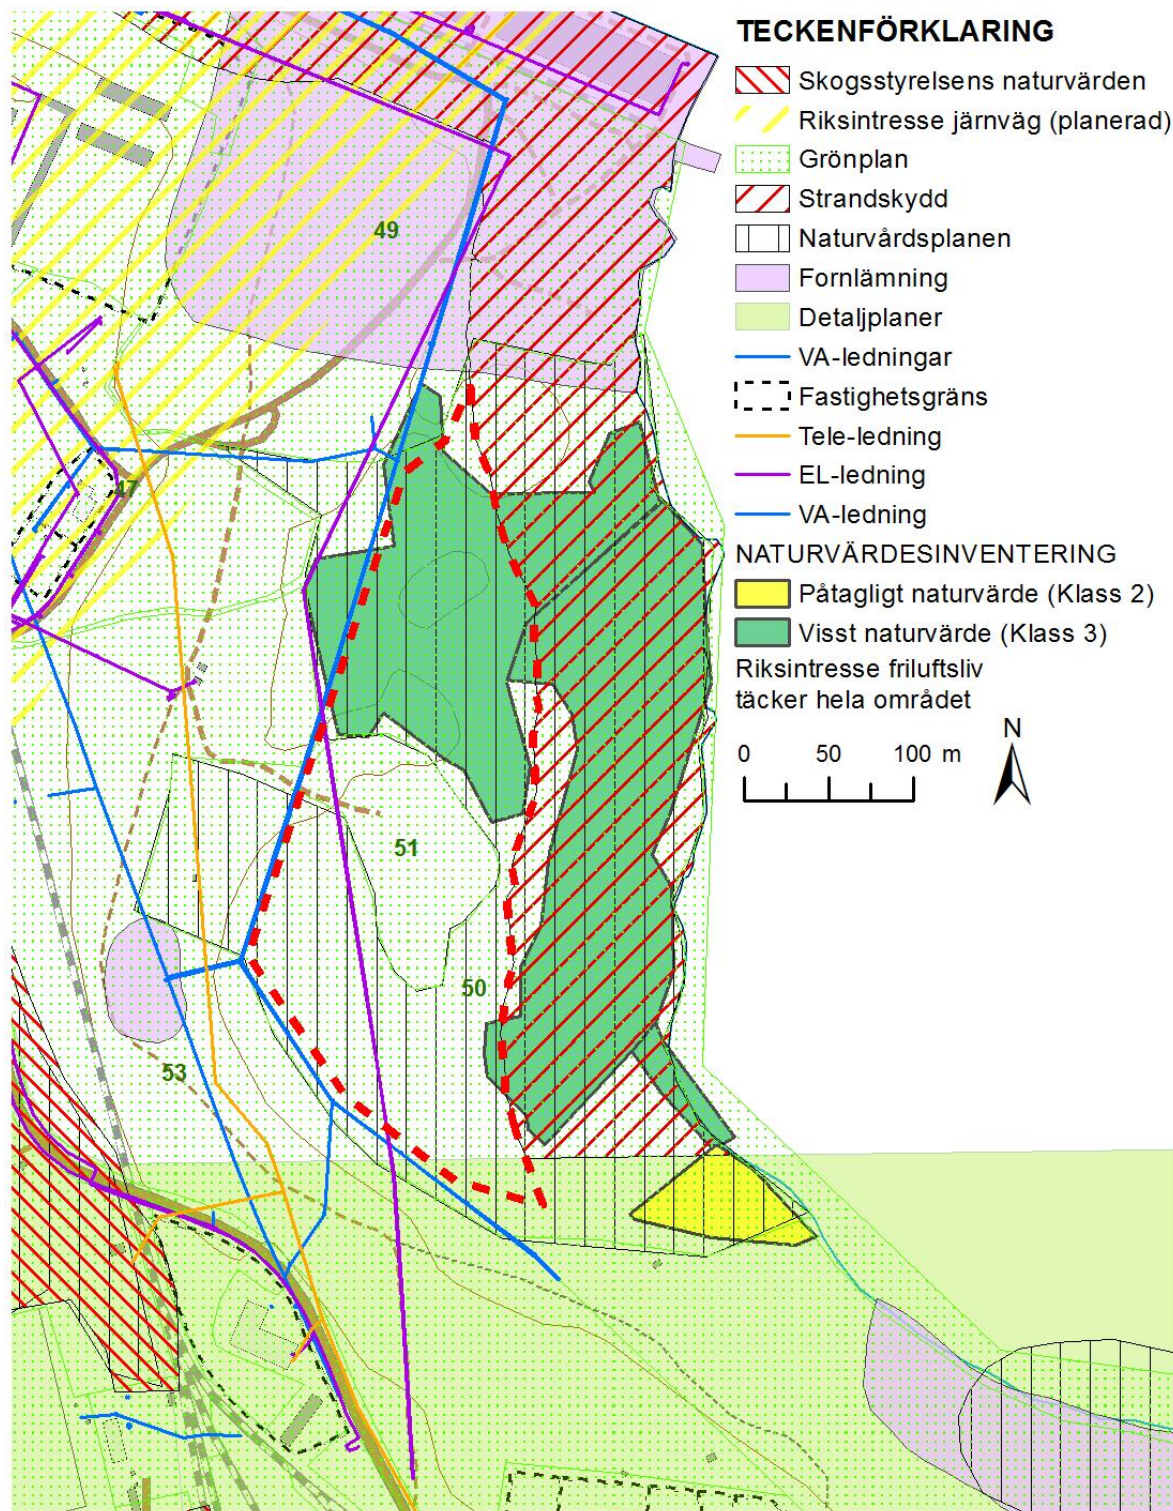 TECKENFÖRKLARING
Skogsstyrelsens naturvärden
Riksintresse järnväg (planerad)
Grönplan
Strandskydd
Naturvårdsplanen
Fornlämning
Detaljplaner
VA-ledningar
Fastighetsgräns
Tele-ledning
EL-ledning
VA-ledning
NATURVÄRDESINVENTERING
Påtagligt naturvärde (Klass 2)
Visst naturvärde (Klass 3)
Riksintresse friluftsliv
täcker hela området
N
0 50 100 m
49
47
51
50
53